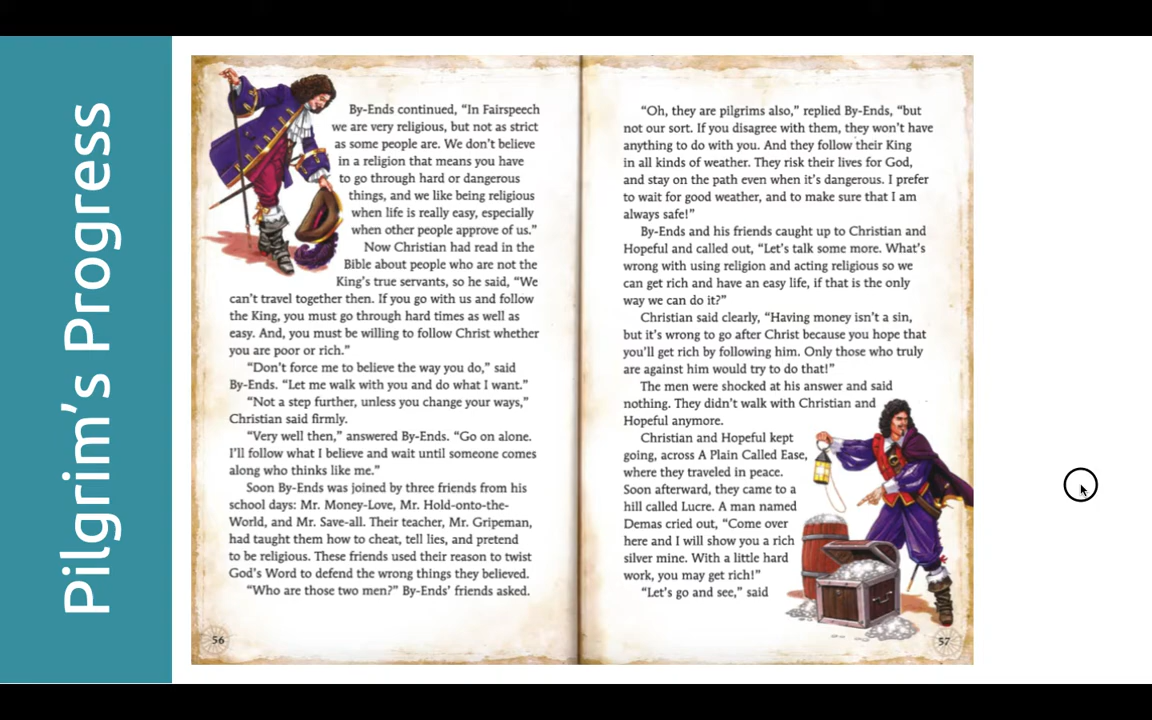 Pilgrim's Progress
By-Ends continued, “In Fairspeech
we are very religious, but not as strict
as some people are. We don't believe
in a religion that means you have
to go through hard or dangerous
things, and we like being religious
when life is really easy, especially
when other people approve of us.”
Now Christian had read in the
Bible about people who are not the
King's true servants, so he said, “We
can't travel together then. If you go with us and follow
the King, you must go through hard times as well as
easy. And, you must be willing to follow Christ whether
you are poor or rich.”
“Don't force me to believe the way you do,” said
By-Ends. “Let me walk with you and do what I want.”
“Not a step further, unless you change your ways,”
Christian said firmly.
“Very well then,” answered By-Ends. “Go on alone.
I'll follow what I believe and wait until someone comes
along who thinks like me.”
Soon By-Ends was joined by three friends from his
school days: Mr. Money-Love, Mr. Hold-onto-the-
World, and Mr. Save-all. Their teacher, Mr. Gripeman,
had taught them how to cheat, tell lies, and pretend
to be religious. These friends used their reason to twist
God's Word to defend the wrong things they believed.
“Who are those two men?” By-Ends' friends asked.
56
“Oh, they are pilgrims also,” replied By-Ends, “but
not our sort. If you disagree with them, they won't have
anything to do with you. And they follow their King
in all kinds of weather. They risk their lives for God,
and stay on the path even when it's dangerous. I prefer
to wait for good weather, and to make sure that I am
always safe!”
By-Ends and his friends caught up to Christian and
Hopeful and called out, “Let's talk some more. What's
wrong with using religion and acting religious so we
can get rich and have an easy life, if that is the only
way we can do it?”
Christian said clearly, “Having money isn't a sin,
but it's wrong to go after Christ because you hope that
you'll get rich by following him. Only those who truly
are against him would try to do that!”
The men were shocked at his answer and said
nothing. They didn't walk with Christian and
Hopeful anymore.
Christian and Hopeful kept
going, across A Plain Called Ease,
where they traveled in peace.
Soon afterward, they came to a
hill called Lucre. A man named
Demas cried out, “Come over
here and I will show you a rich
silver mine. With a little hard
work, you may get rich!”
“Let's go and see,” said
57